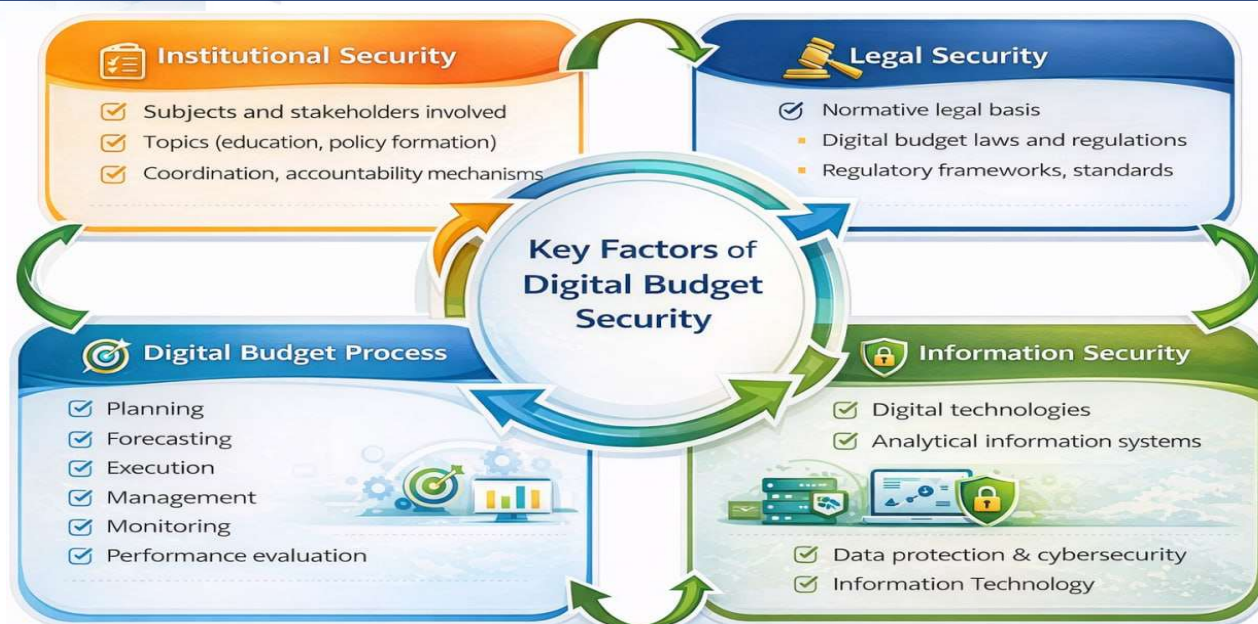 Institutional Security
Subjects and stakeholders involved
Topics (education, policy formation)
Coordination, accountability mechanisms
Legal Security
Normative legal basis
Digital budget laws and regulations
Regulatory frameworks, standards
Key Factors of
Digital Budget
Security
Digital Budget Process
Planning
Forecasting
Execution
Management
Monitoring
Performance evaluation
Information Security
Digital technologies
Analytical information systems
Data protection & cybersecurity
Information Technology